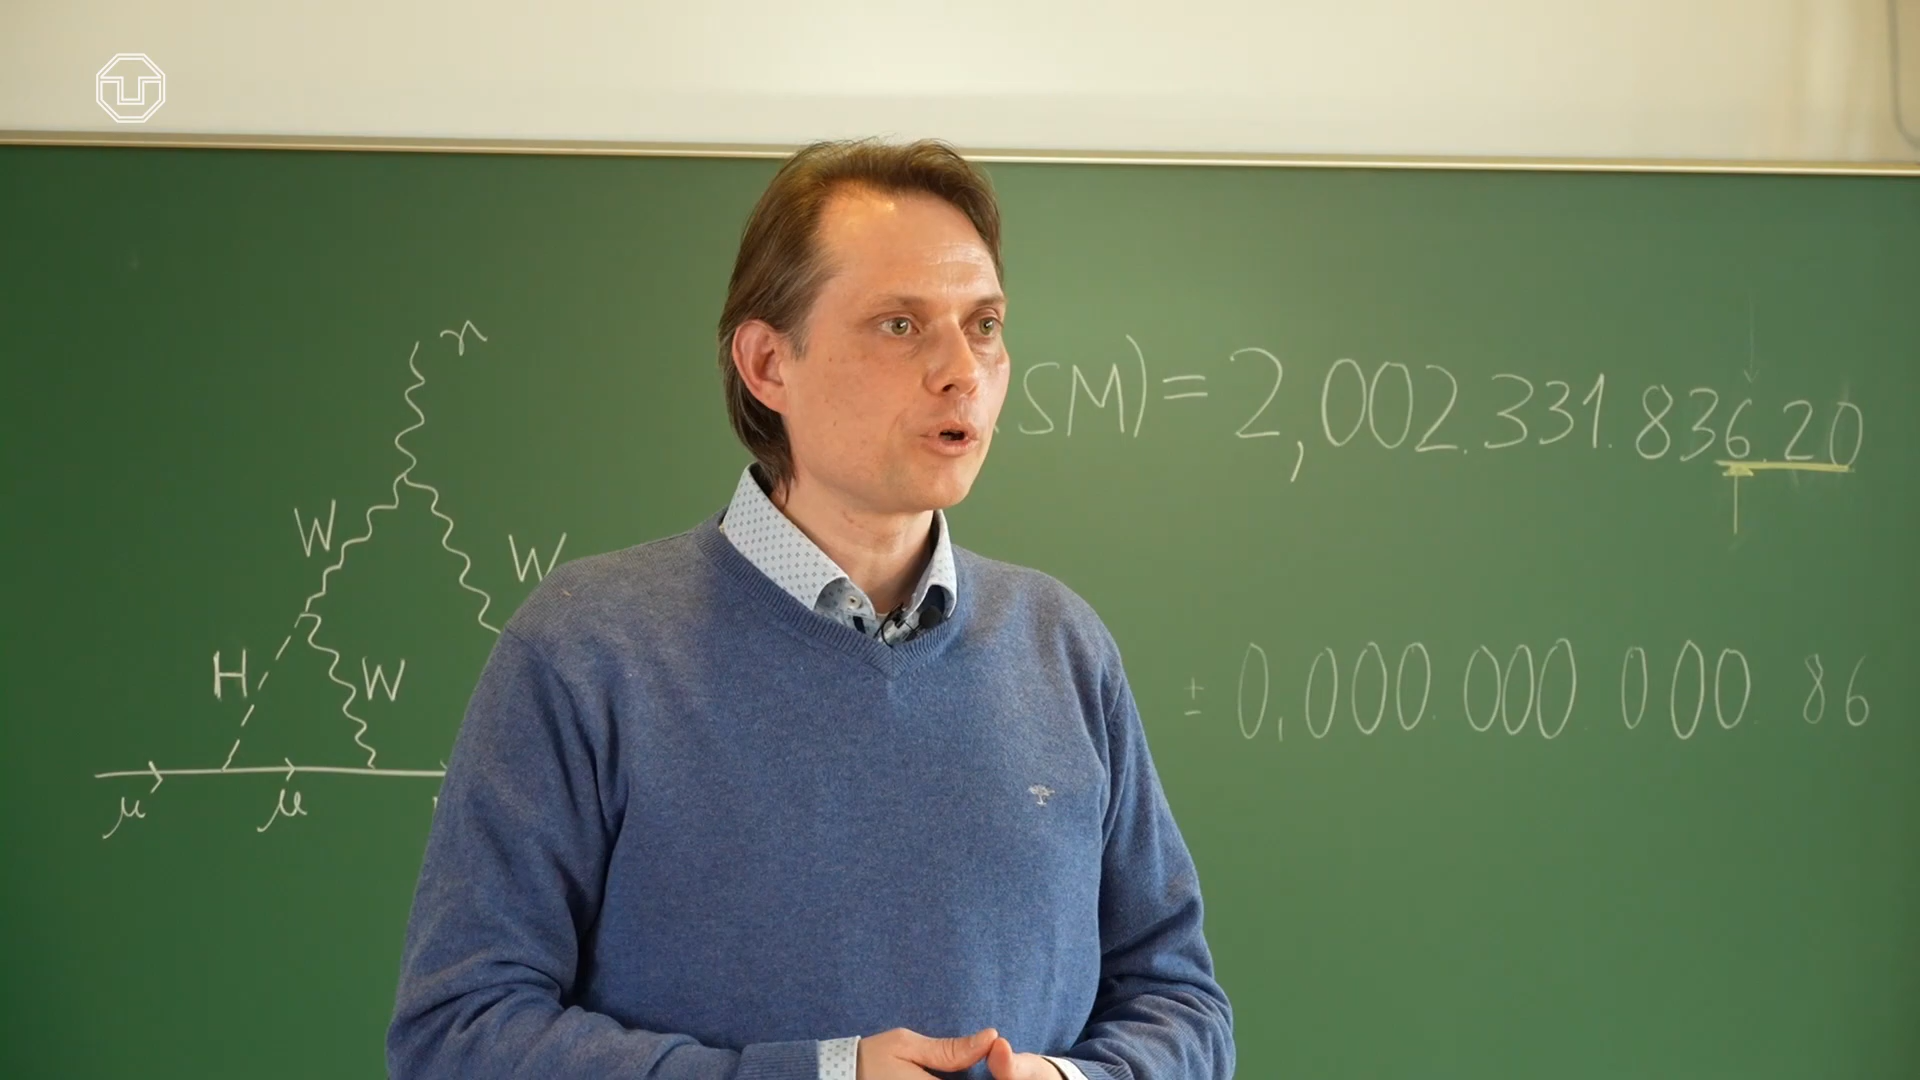 γ
SM) = 2,002.331.836.20
W
W
H
W
± 0,000.000 000. 86
μ
μ